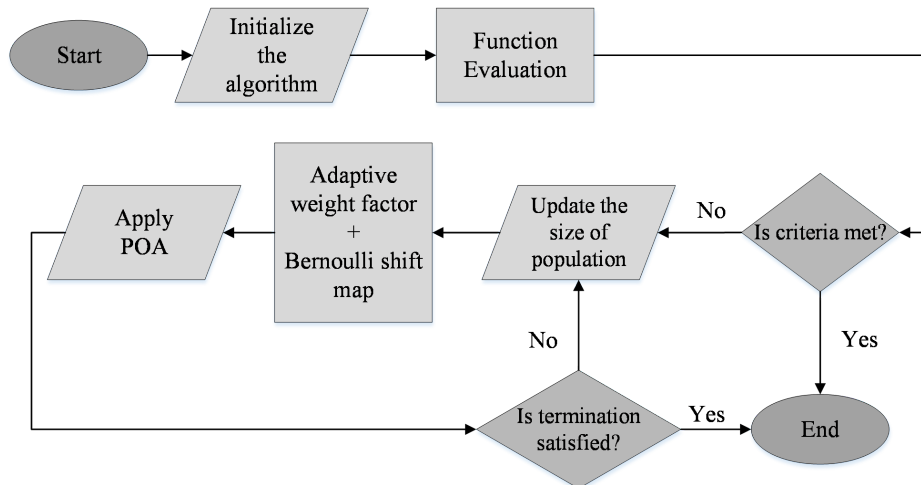 Start
Initialize
the
algorithm
Function
Evaluation
Is criteria met?
No
Yes
Update the
size of
population
Adaptive
weight factor
+
Bernoulli shift
map
Apply
POA
Is termination
satisfied?
No
Yes
End